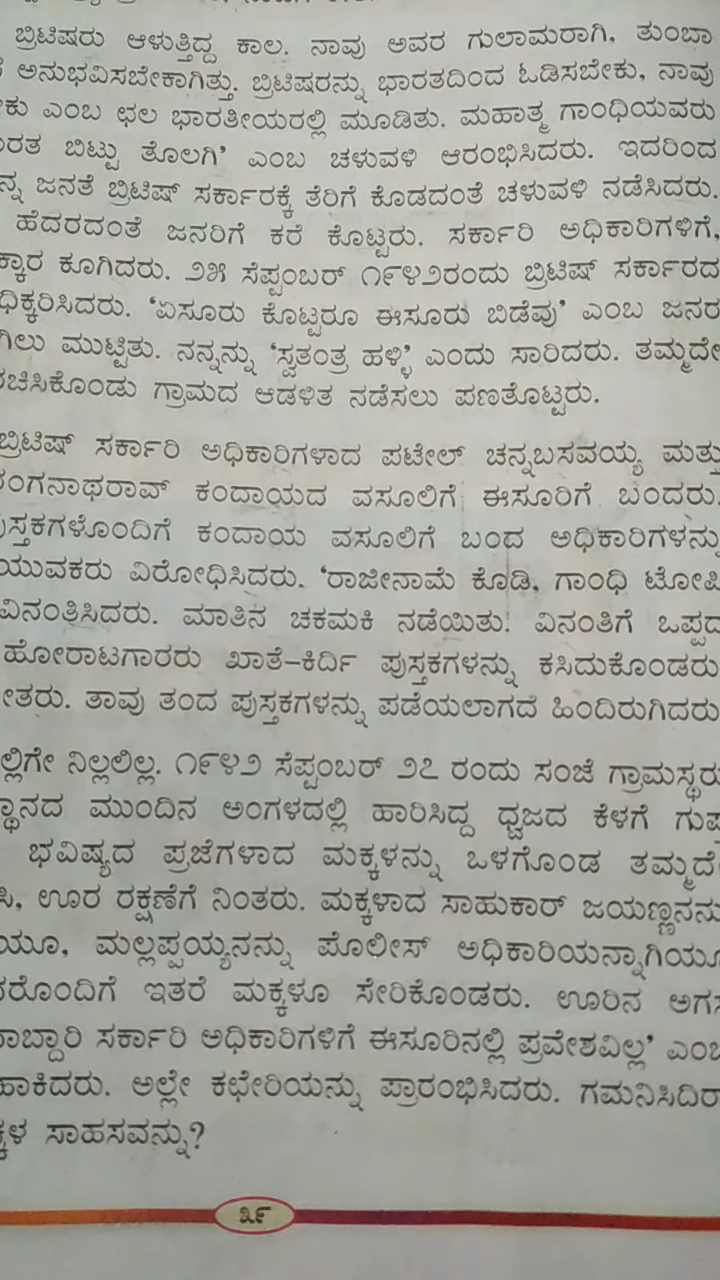 ಬ್ರಿಟಿಷರು ಆಳುತ್ತಿದ್ದ ಕಾಲ. ನಾವು ಅವರ ಗುಲಾಮರಾಗಿ, ತುಂಬಾ
ಅನುಭವಿಸಬೇಕಾಗಿತ್ತು. ಬ್ರಿಟಿಷರನ್ನು ಭಾರತದಿಂದ ಓಡಿಸಬೇಕು, ನಾವು
ಕು ಎಂಬ ಛಲ ಭಾರತೀಯರಲ್ಲಿ ಮೂಡಿತು. ಮಹಾತ್ಮ ಗಾಂಧಿಯವರು
ರತ ಬಿಟ್ಟು ತೊಲಗಿ’ ಎಂಬ ಚಳುವಳಿ ಆರಂಭಿಸಿದರು. ಇದರಿಂದ
ನ್ನ ಜನತೆ ಬ್ರಿಟಿಷ್ ಸರ್ಕಾರಕ್ಕೆ ತೆರಿಗೆ ಕೊಡದಂತೆ ಚಳುವಳಿ ನಡೆಸಿದರು.
ಹೆದರದಂತೆ ಜನರಿಗೆ ಕರೆ ಕೊಟ್ಟರು. ಸರ್ಕಾರಿ ಅಧಿಕಾರಿಗಳಿಗೆ,
ಕ್ಕಾರ ಕೂಗಿದರು. ೨೫ ಸೆಪ್ಟಂಬರ್ ೧೯೪೨ರಂದು ಬ್ರಿಟಿಷ್ ಸರ್ಕಾರದ
ಧಿಕ್ಕರಿಸಿದರು. ‘ಏಸೂರು ಕೊಟ್ಟರೂ ಈಸೂರು ಬಿಡೆವು’ ಎಂಬ ಜನರ
ಗಿಲು ಮುಟ್ಟಿತು. ನನ್ನನ್ನು ‘ಸ್ವತಂತ್ರ ಹಳ್ಳಿ’ ಎಂದು ಸಾರಿದರು. ತಮ್ಮದೇ
ರಚಿಸಿಕೊಂಡು ಗ್ರಾಮದ ಆಡಳಿತ ನಡೆಸಲು ಪಣತೊಟ್ಟರು.
ಬ್ರಿಟಿಷ್ ಸರ್ಕಾರಿ ಅಧಿಕಾರಿಗಳಾದ ಪಟೇಲ್ ಚನ್ನಬಸವಯ್ಯ ಮತ್ತು
ರಂಗನಾಥರಾವ್ ಕಂದಾಯದ ವಸೂಲಿಗೆ ಈಸೂರಿಗೆ ಬಂದರು.
ಪುಸ್ತಕಗಳೊಂದಿಗೆ ಕಂದಾಯ ವಸೂಲಿಗೆ ಬಂದ ಅಧಿಕಾರಿಗಳನ್ನು
ಯುವಕರು ವಿರೋಧಿಸಿದರು. ‘ರಾಜೀನಾಮೆ ಕೊಡಿ, ಗಾಂಧಿ ಟೋಪಿ
ವಿನಂತಿಸಿದರು. ಮಾತಿನ ಚಕಮಕಿ ನಡೆಯಿತು. ವಿನಂತಿಗೆ ಒಪ್ಪದ
ಹೋರಾಟಗಾರರು ಖಾತೆ-ಕಿರ್ದಿ ಪುಸ್ತಕಗಳನ್ನು ಕಸಿದುಕೊಂಡರು
ೀತರು. ತಾವು ತಂದ ಪುಸ್ತಕಗಳನ್ನು ಪಡೆಯಲಾಗದೆ ಹಿಂದಿರುಗಿದರು
ಲ್ಲಿಗೇ ನಿಲ್ಲಲಿಲ್ಲ. ೧೯೪೨ ಸೆಪ್ಟಂಬರ್ ೨೭ ರಂದು ಸಂಜೆ ಗ್ರಾಮಸ್ಥರು
ಸ್ಥಾನದ ಮುಂದಿನ ಅಂಗಳದಲ್ಲಿ ಹಾರಿಸಿದ್ದ ಧ್ವಜದ ಕೆಳಗೆ ಗುಪ್ತ
ಭವಿಷ್ಯದ ಪ್ರಜೆಗಳಾದ ಮಕ್ಕಳನ್ನು ಒಳಗೊಂಡ ತಮ್ಮದೆ
ಸಿ, ಊರ ರಕ್ಷಣೆಗೆ ನಿಂತರು. ಮಕ್ಕಳಾದ ಸಾಹುಕಾರ್ ಜಯಣ್ಣನನ್ನು
ಯೂ, ಮಲ್ಲಪ್ಪಯ್ಯನನ್ನು ಪೊಲೀಸ್ ಅಧಿಕಾರಿಯನ್ನಾಗಿಯೂ
ರೊಂದಿಗೆ ಇತರೆ ಮಕ್ಕಳೂ ಸೇರಿಕೊಂಡರು. ಊರಿನ ಅಗಸೆ
ಾಬ್ದಾರಿ ಸರ್ಕಾರಿ ಅಧಿಕಾರಿಗಳಿಗೆ ಈಸೂರಿನಲ್ಲಿ ಪ್ರವೇಶವಿಲ್ಲ’ ಎಂಬ
ಹಾಕಿದರು. ಅಲ್ಲೇ ಕಛೇರಿಯನ್ನು ಪ್ರಾರಂಭಿಸಿದರು. ಗಮನಿಸಿದಿರಾ
ಕ್ಕಳ ಸಾಹಸವನ್ನು?
೩೯